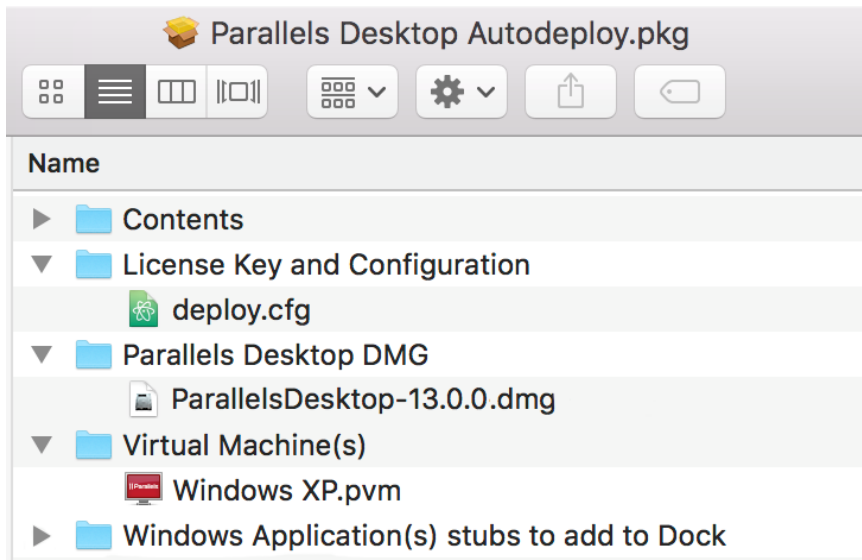 Parallels Desktop Autodeploy.pkg
Name
Contents
License Key and Configuration
deploy.cfg
Parallels Desktop DMG
ParallelsDesktop-13.0.0.dmg
Virtual Machine(s)
|| Parallels
Windows XP.pvm
Windows Application(s) stubs to add to Dock